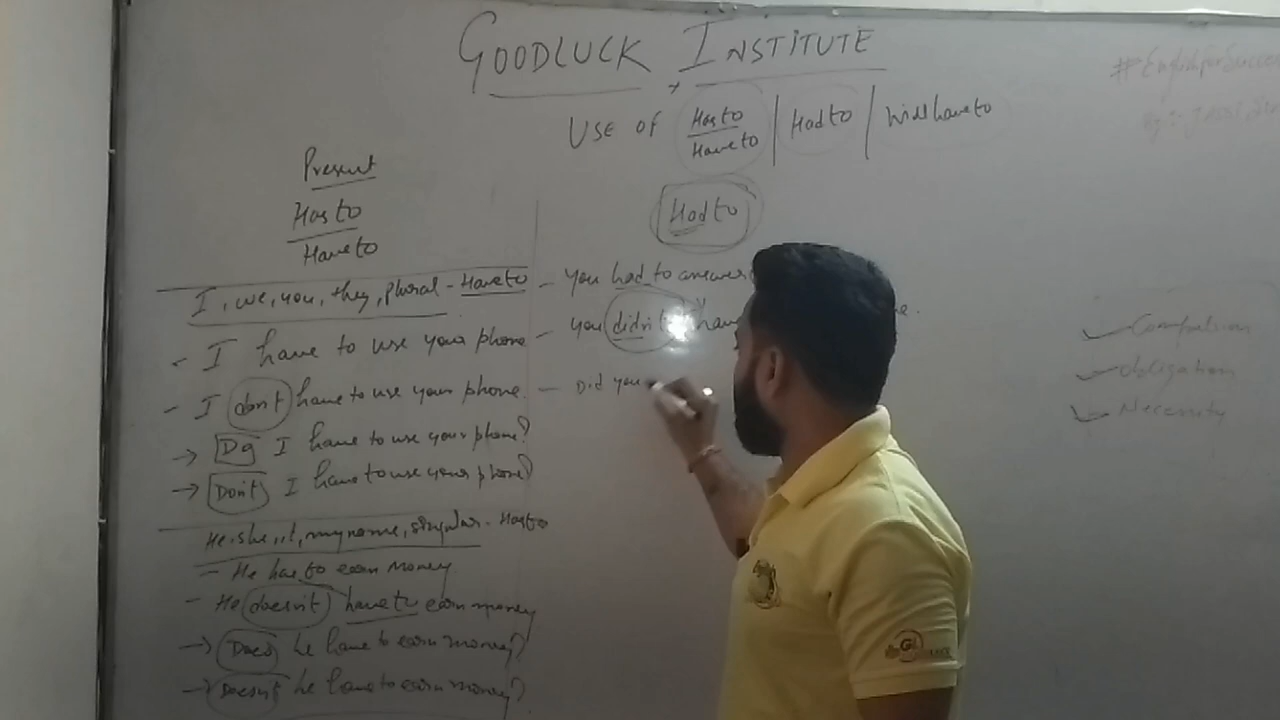 GOODLUCK INSTITUTE
#EnglishforSucce
USE OF Has to / Have to | Had to | Will have to
Present
Has to
Have to
I, we, you, they, plural - Have to
- I have to use your phone
- I don't have to use your phone.
→ Do I have to use your phone?
→ Don't I have to use your phone?
He, she, it, my name, singular - Has to
- He has to earn money
- He doesn't have to earn money
→ Does he have to earn money?
→ Doesn't he have to earn money?
Had to
- You had to answer
- You didn't hav
- Did you
Compulsion
Obligation
Necessity